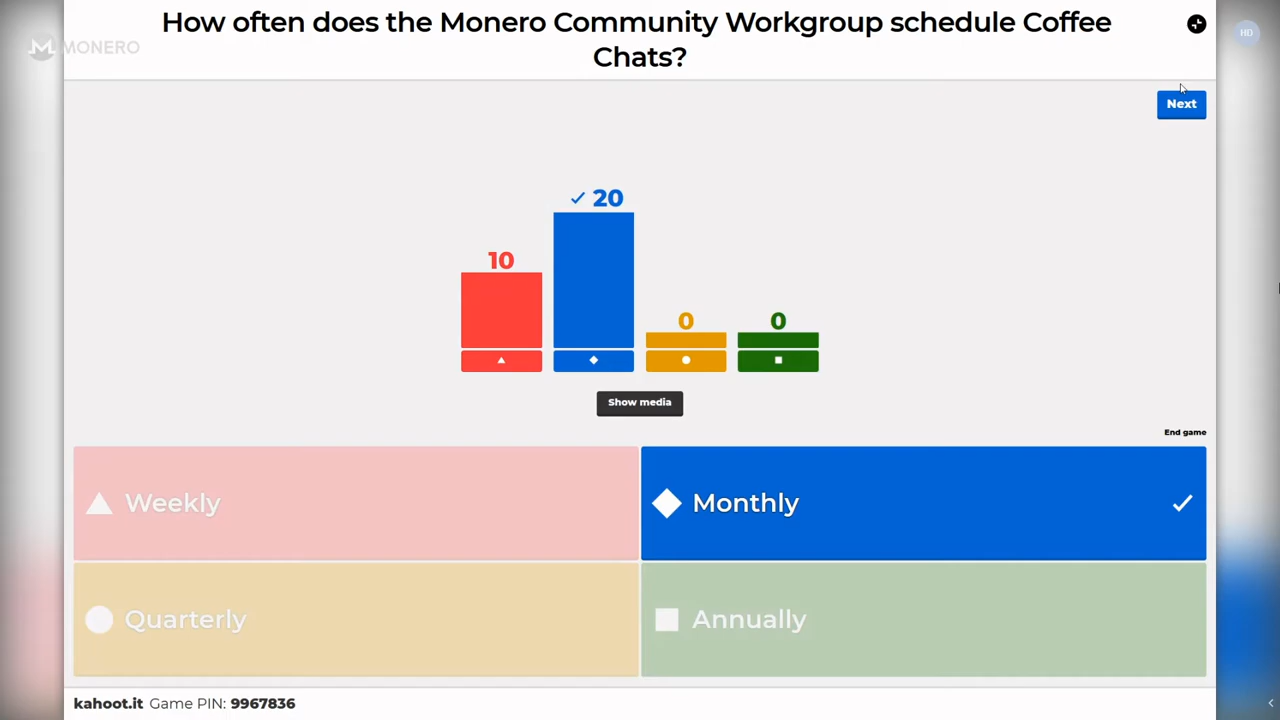 How often does the Monero Community Workgroup schedule Coffee
Chats?
MONERO
HD
Next
20
10
0
0
Show media
End game
Weekly
Monthly
Quarterly
Annually
kahoot.it Game PIN: 9967836